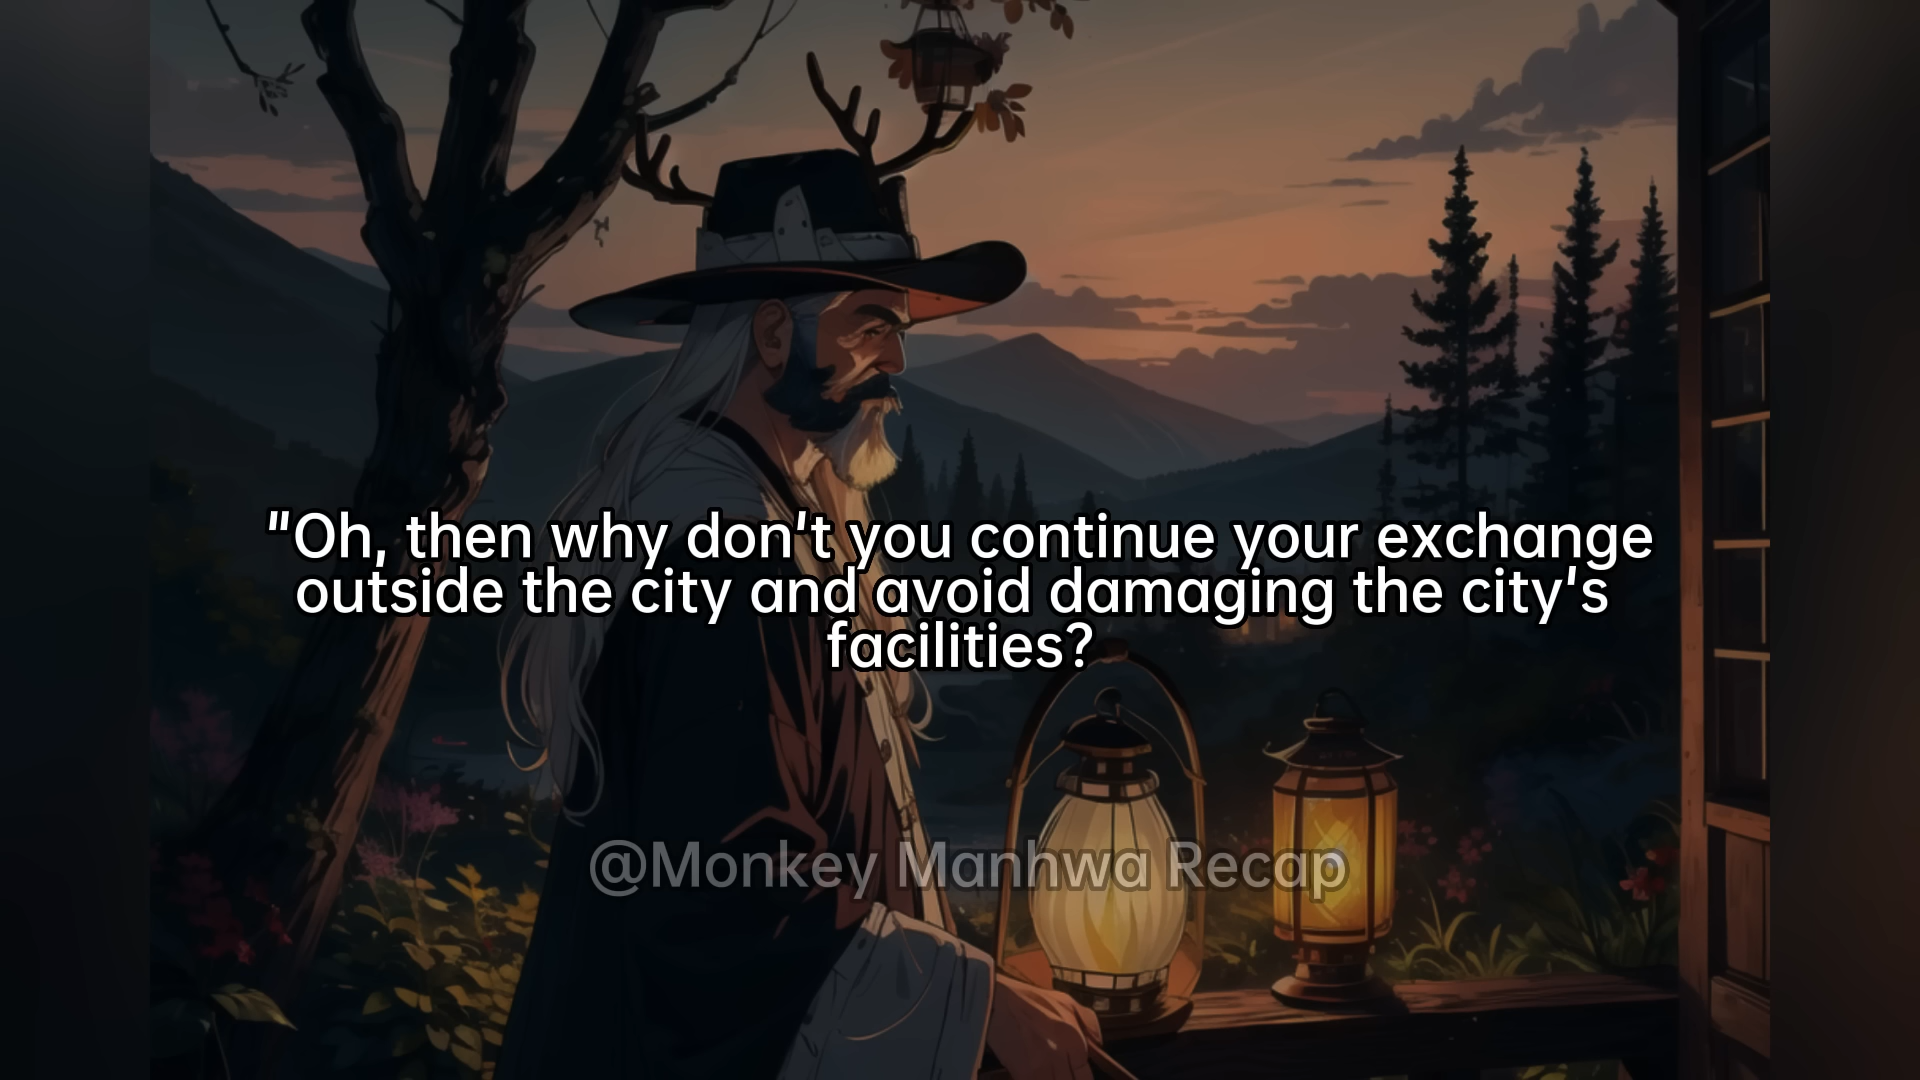 "Oh, then why don't you continue your exchange
outside the city and avoid damaging the city's
facilities?
@Monkey Manhwa Recap